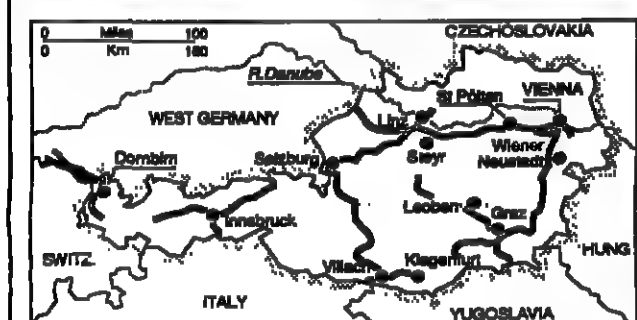 0 Miles 100
0 Km 160
CZECHOSLOVAKIA
R.Danube
St Pölten
VIENNA
WEST GERMANY
Linz
Wiener
Neustadt
Steyr
Dornbirn
Salzburg
Leoben
Graz
Innsbruck
SWITZ.
Villach
Klagenfurt
HUNG
ITALY
YUGOSLAVIA